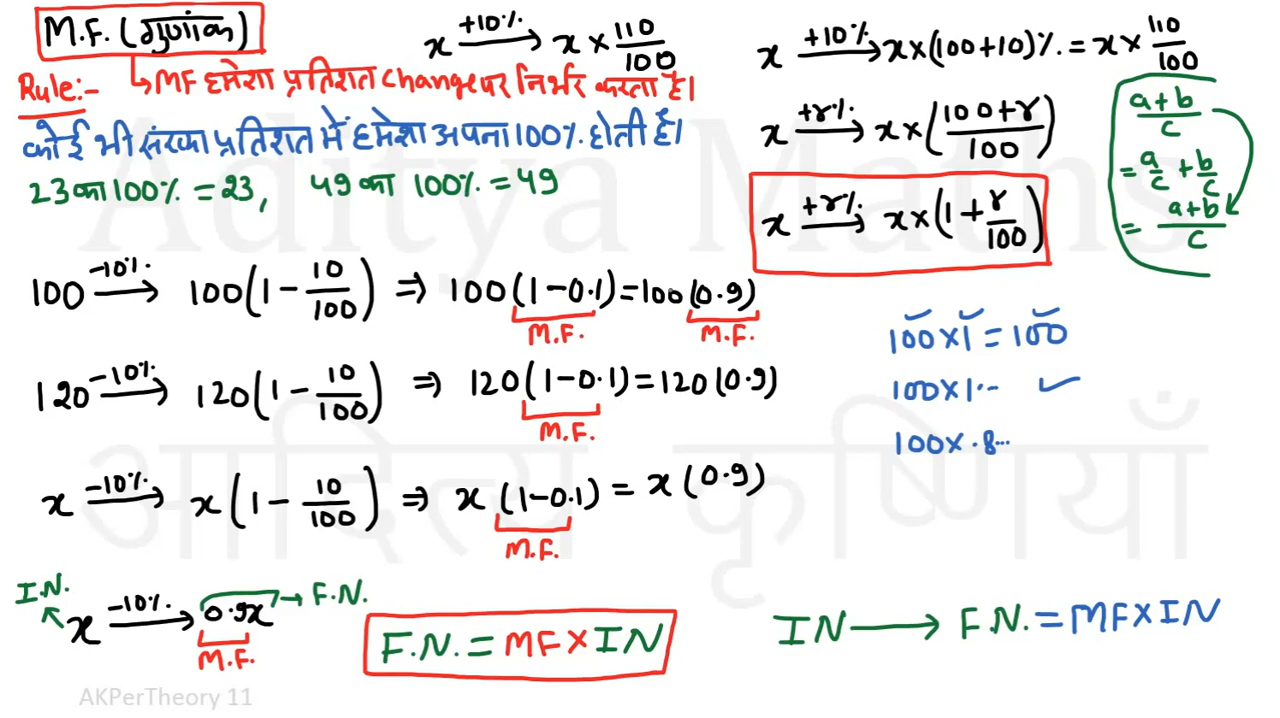 M.F. (गुणांक)
x +10% → x × 110/100
Rule:- ↳ MF हमेशा प्रतिशत change पर निर्भर करता है।
कोई भी संख्या प्रतिशत में हमेशा अपना 100% होती है।
23 का 100% = 23, 49 का 100% = 49
100 -10% → 100(1 - 10/100) ⇒ 100(1-0.1) = 100(0.9)
M.F. M.F.
120 -10% → 120(1 - 10/100) ⇒ 120(1-0.1) = 120(0.9)
M.F.
x -10% → x(1 - 10/100) ⇒ x(1-0.1) = x(0.9)
M.F.
I.N.
x -10% → 0.9x → F.N.
M.F.
F.N. = MF × IN
x +10% → x×(100+10)% = x × 110/100
x +r% → x × (100+r/100)
x +r% → x × (1 + r/100)
a+b/c
= a/c + b/c
= a+b/c
100 × 1 = 100
100 × 1.- ✓
100 × .8...
IN → F.N. = MF × IN
Aditya Maths
आदित्य कृष्णियाँ
AKPerTheory 11